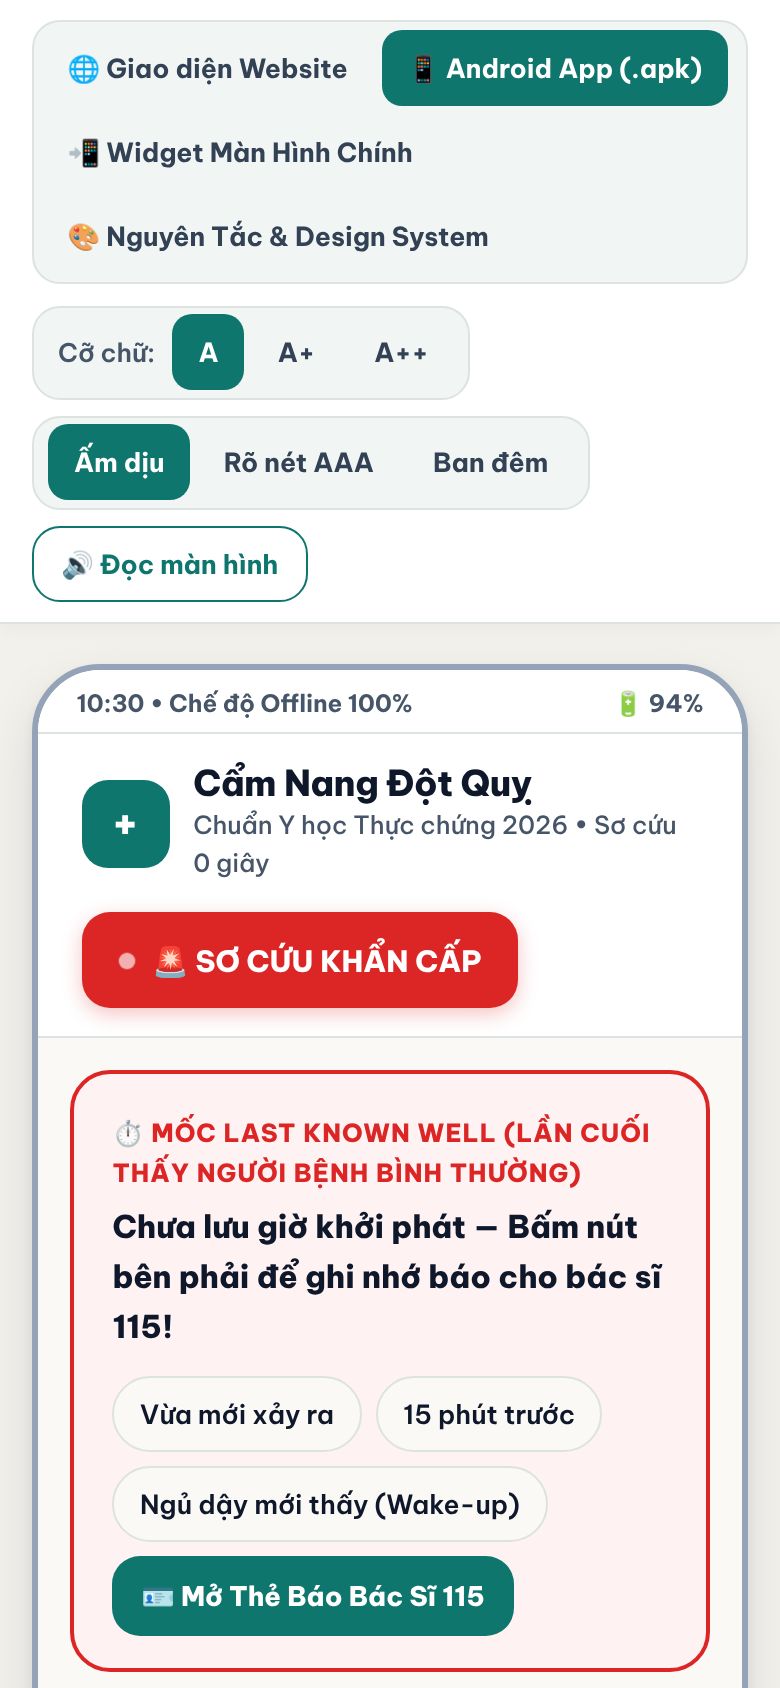 🌐 Giao diện Website
📱 Android App (.apk)
📲 Widget Màn Hình Chính
🎨 Nguyên Tắc & Design System
Cỡ chữ: A A+ A++
Ấm dịu Rõ nét AAA Ban đêm
🔊 Đọc màn hình
10:30 • Chế độ Offline 100% 🔋 94%
+
Cẩm Nang Đột Quỵ
Chuẩn Y học Thực chứng 2026 • Sơ cứu
0 giây
🚨 SƠ CỨU KHẨN CẤP
⏱️ MỐC LAST KNOWN WELL (LẦN CUỐI
THẤY NGƯỜI BỆNH BÌNH THƯỜNG)
Chưa lưu giờ khởi phát — Bấm nút
bên phải để ghi nhớ báo cho bác sĩ
115!
Vừa mới xảy ra 15 phút trước
Ngủ dậy mới thấy (Wake-up)
🪪 Mở Thẻ Báo Bác Sĩ 115